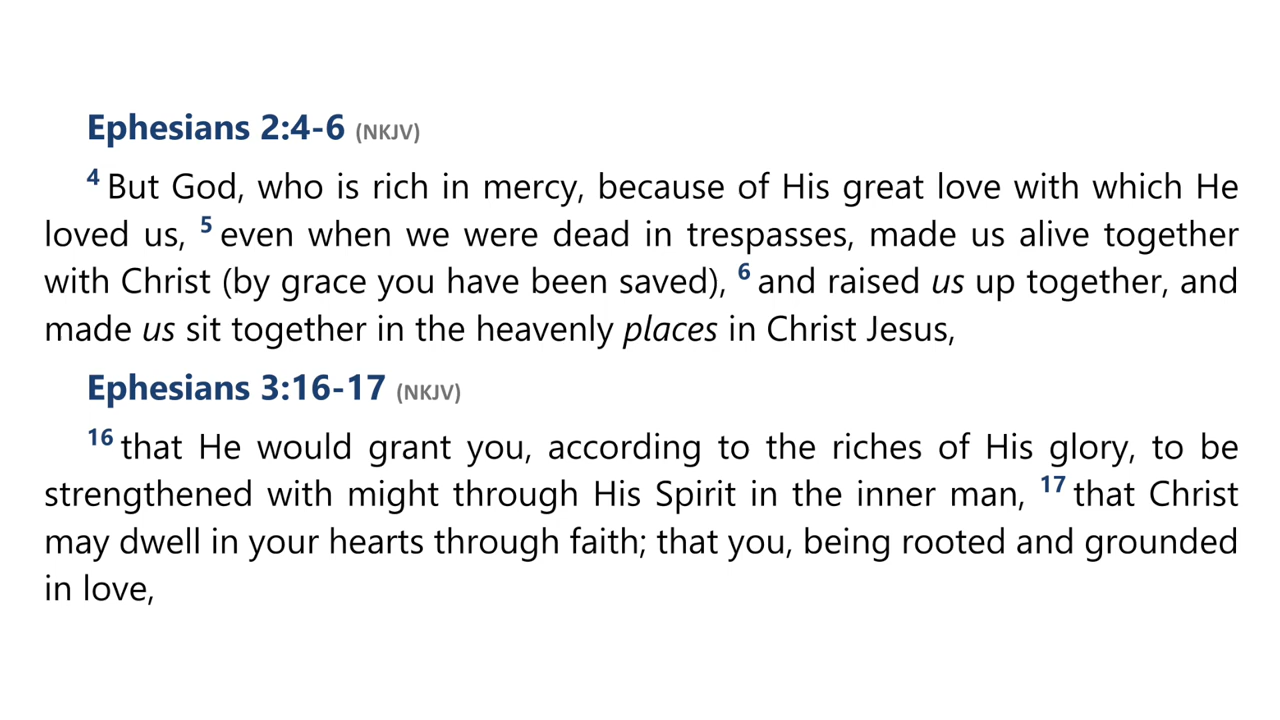 Ephesians 2:4-6 (NKJV)
4 But God, who is rich in mercy, because of His great love with which He
loved us, 5 even when we were dead in trespasses, made us alive together
with Christ (by grace you have been saved), 6 and raised us up together, and
made us sit together in the heavenly places in Christ Jesus,
Ephesians 3:16-17 (NKJV)
16 that He would grant you, according to the riches of His glory, to be
strengthened with might through His Spirit in the inner man, 17 that Christ
may dwell in your hearts through faith; that you, being rooted and grounded
in love,